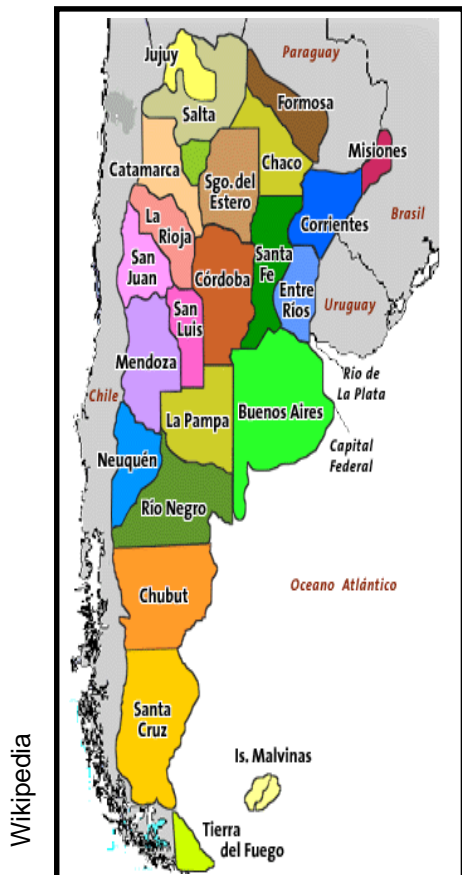 Paraguay
Jujuy
Formosa
Salta
Misiones
Catamarca
Chaco
Sgo. del
Estero
La
Rioja
Corrientes
Brasil
San
Juan
Santa
Fe
Córdoba
Entre
Ríos
Uruguay
San
Luis
Mendoza
Río de
La Plata
Chile
La Pampa
Buenos Aires
Capital
Federal
Neuquén
Río Negro
Oceano Atlántico
Chubut
Santa
Cruz
Is. Malvinas
Tierra
del Fuego
Wikipedia